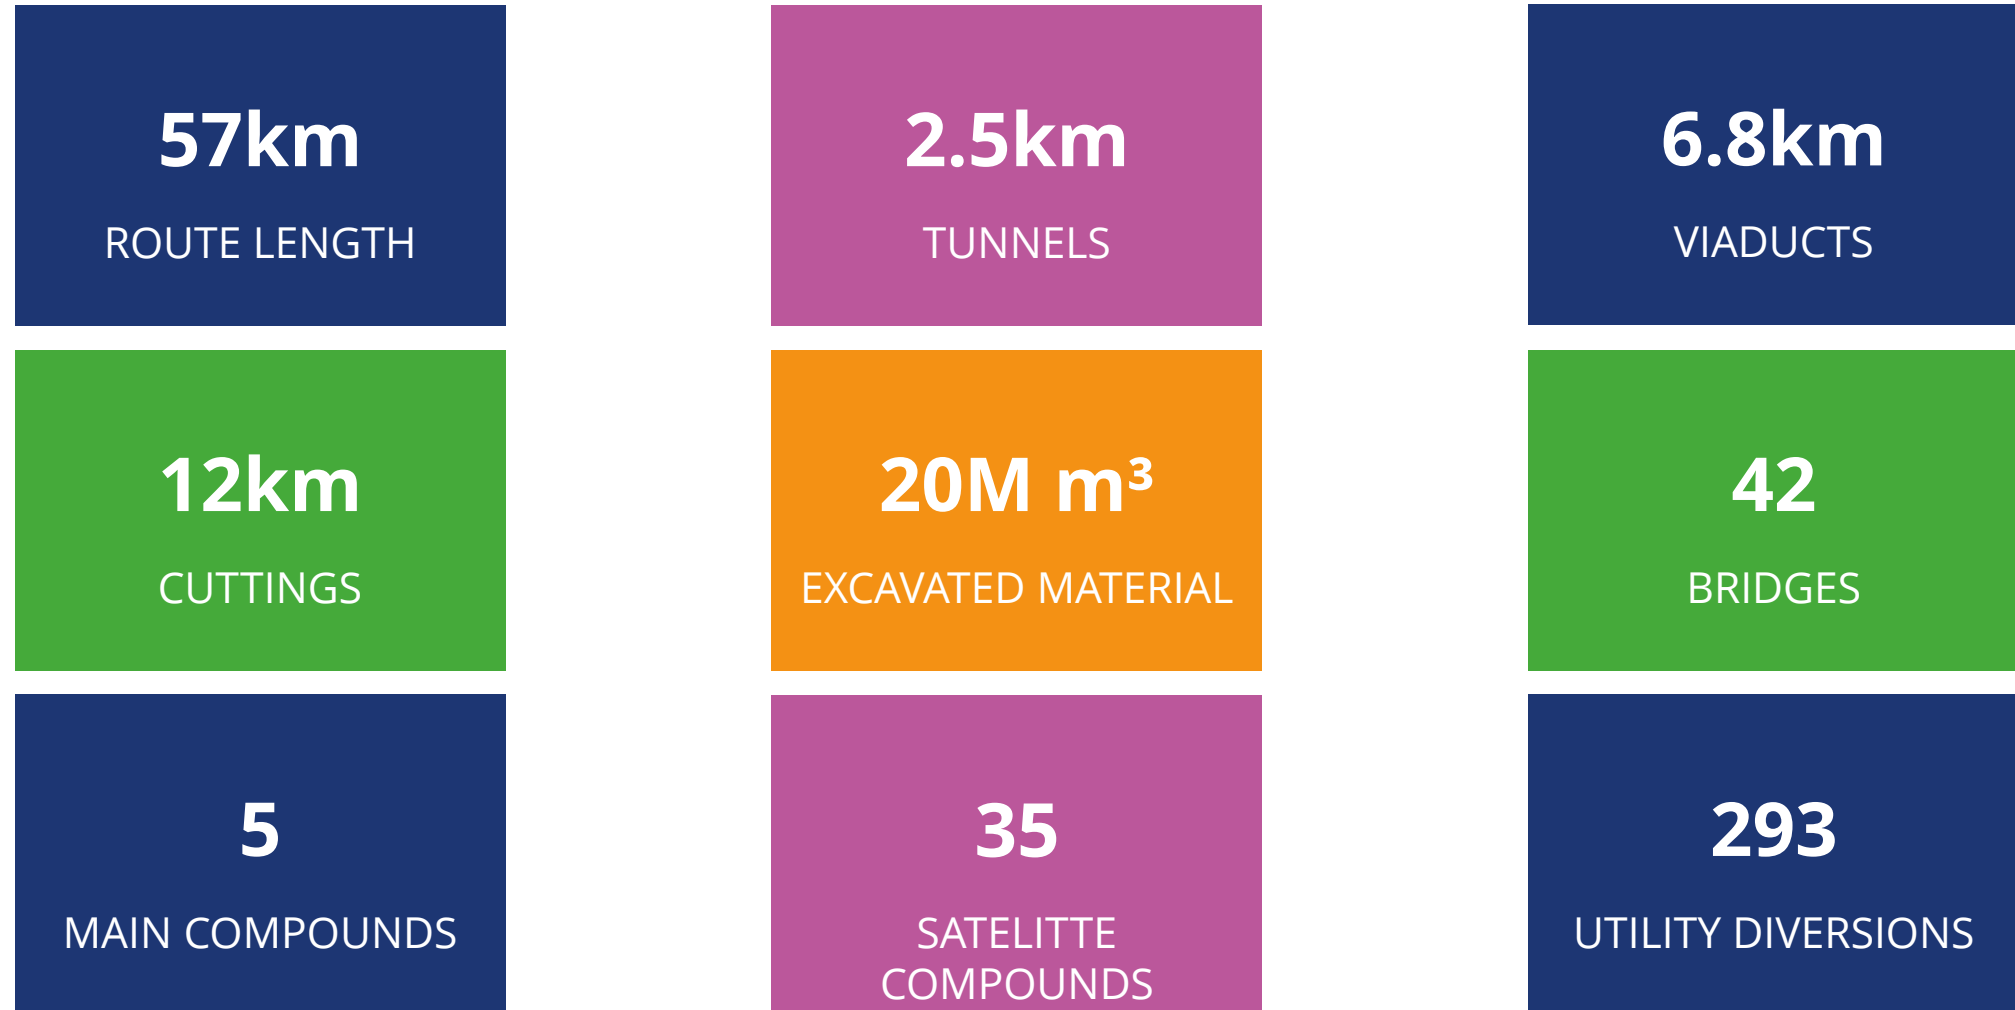 57km
ROUTE LENGTH
2.5km
TUNNELS
6.8km
VIADUCTS
12km
CUTTINGS
20M m³
EXCAVATED MATERIAL
42
BRIDGES
5
MAIN COMPOUNDS
35
SATELITTE
COMPOUNDS
293
UTILITY DIVERSIONS